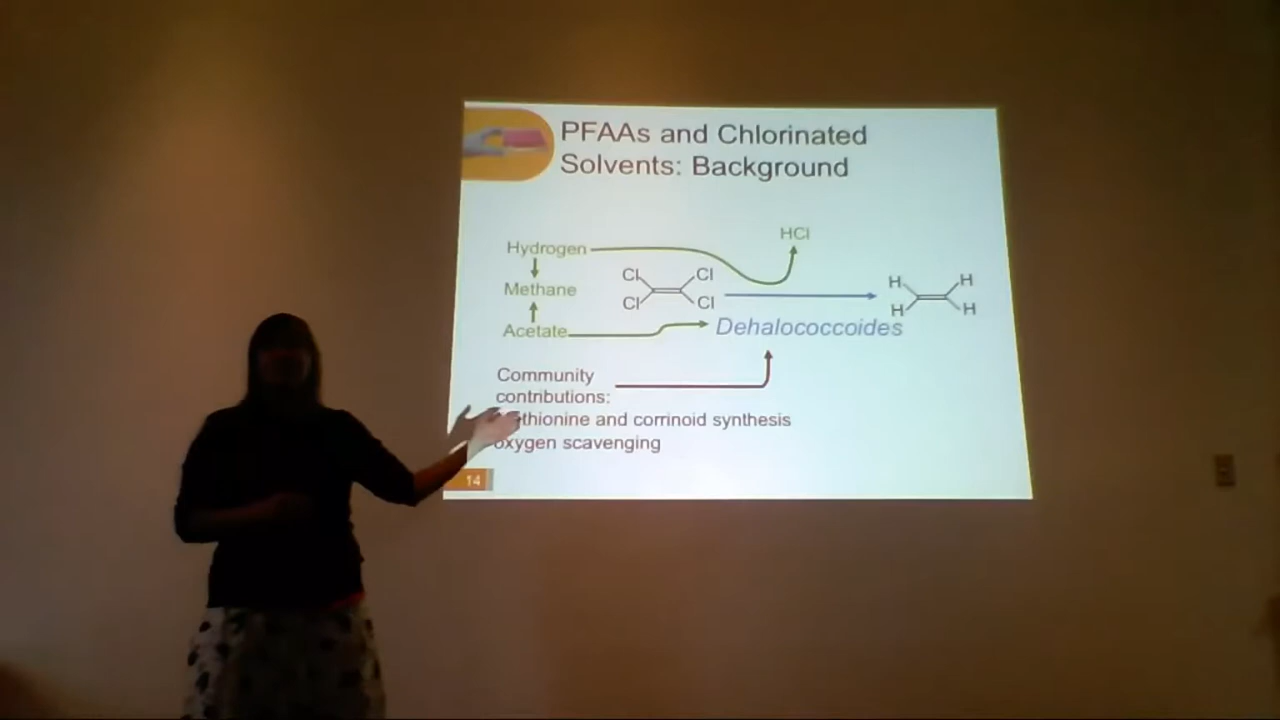 PFAAs and Chlorinated
Solvents: Background
HCl
Hydrogen
Cl Cl
H H
Methane
Cl Cl
H H
Acetate
Dehalococcoides
Community
contributions:
and corrinoid synthesis
oxygen scavenging
14